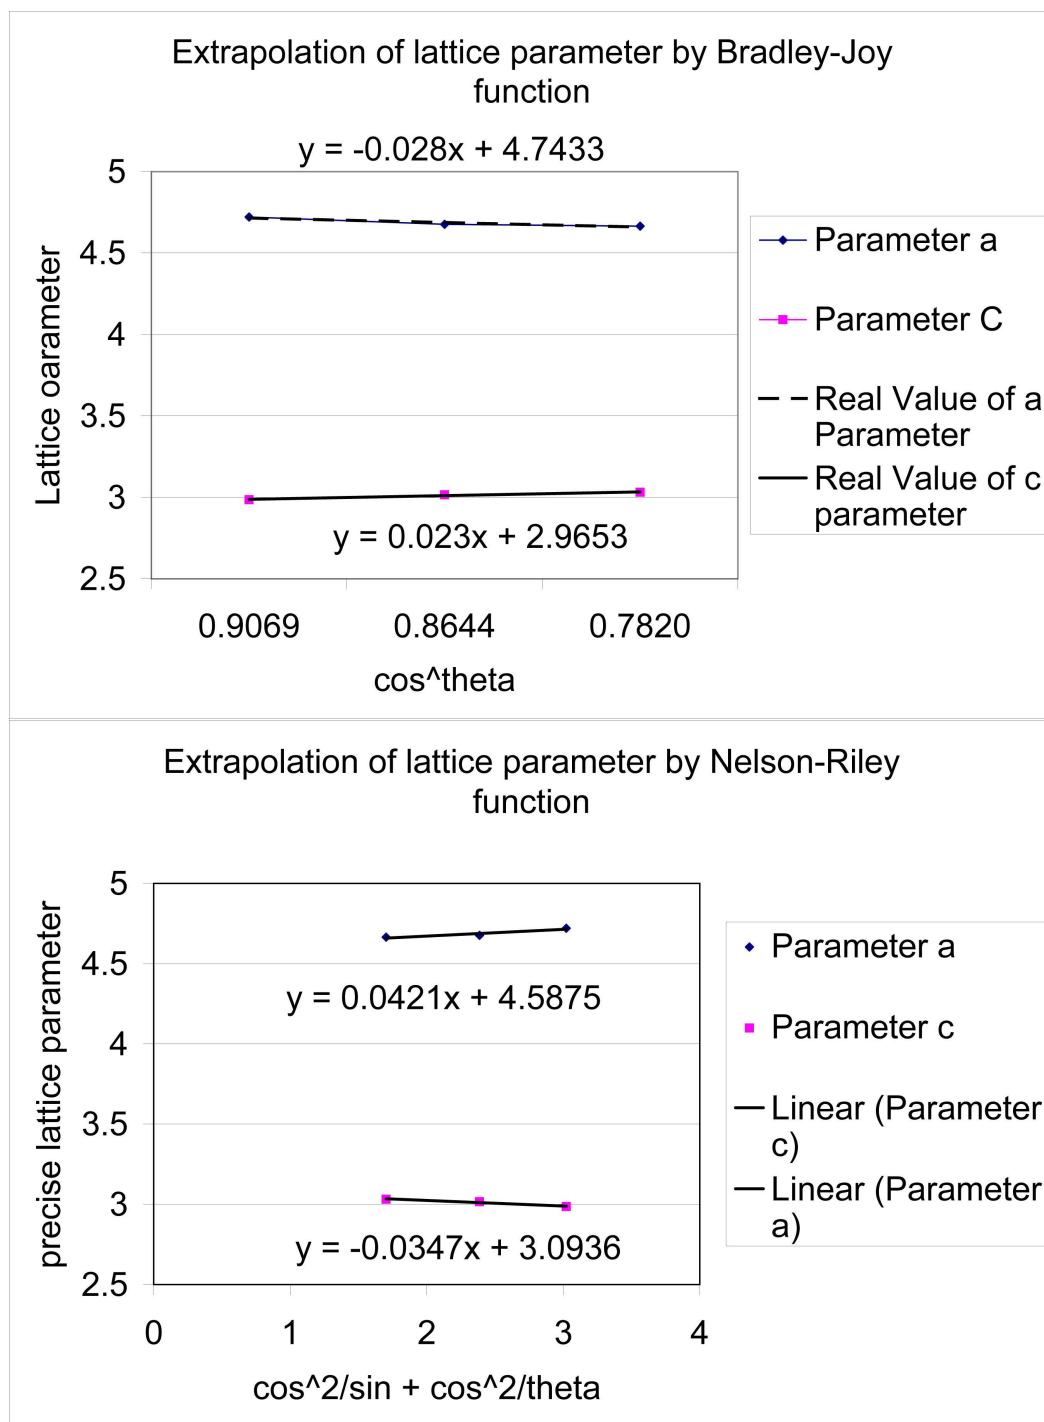 Extrapolation of lattice parameter by Bradley-Joy
function
y = -0.028x + 4.7433
5
4.5
4
3.5
3
2.5
Lattice oarameter
y = 0.023x + 2.9653
0.9069 0.8644 0.7820
cos^theta
Parameter a
Parameter C
Real Value of a
Parameter
Real Value of c
parameter
Extrapolation of lattice parameter by Nelson-Riley
function
5
4.5
4
3.5
3
2.5
precise lattice parameter
y = 0.0421x + 4.5875
y = -0.0347x + 3.0936
0 1 2 3 4
cos^2/sin + cos^2/theta
Parameter a
Parameter c
Linear (Parameter
c)
Linear (Parameter
a)